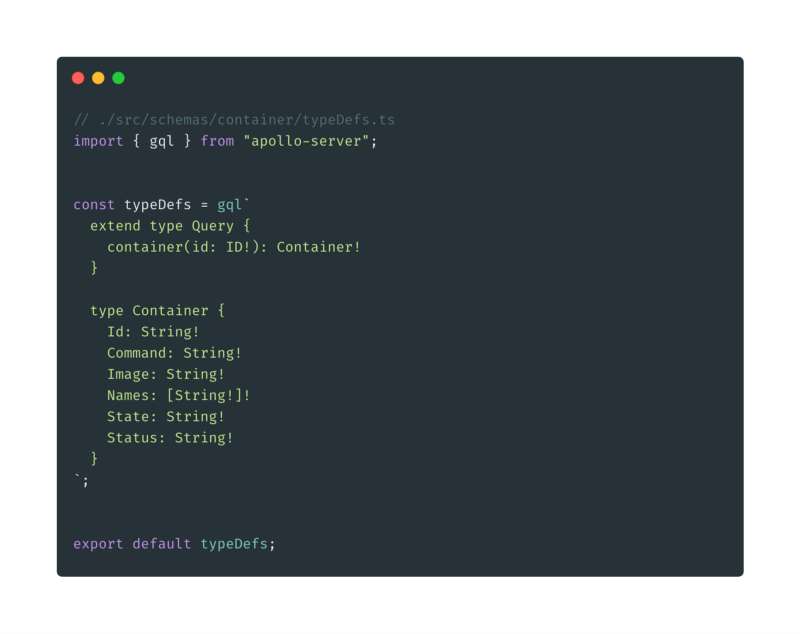 // ./src/schemas/container/typeDefs.ts
import { gql } from "apollo-server";
const typeDefs = gql`
  extend type Query {
    container(id: ID!): Container!
  }
  type Container {
    Id: String!
    Command: String!
    Image: String!
    Names: [String!]!
    State: String!
    Status: String!
  }
`;
export default typeDefs;